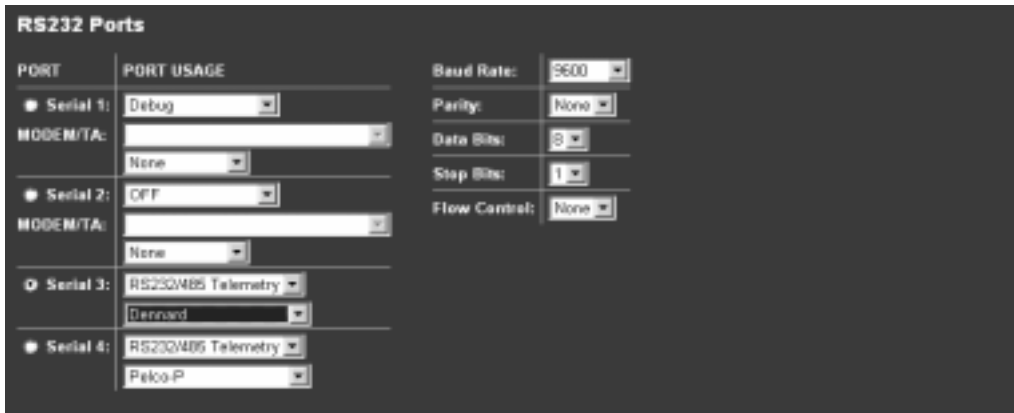 RS232 Ports
PORT PORT USAGE
Serial 1: Debug
MODEM/TA:
None
Serial 2: OFF
MODEM/TA:
None
Serial 3: RS232/485 Telemetry
Dennard
Serial 4: RS232/485 Telemetry
Pelco-P
Baud Rate: 9600
Parity: None
Data Bits: 8
Stop Bits: 1
Flow Control: None